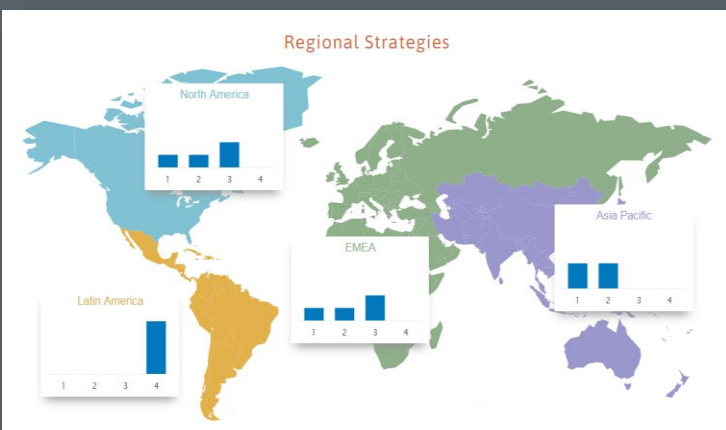 Regional Strategies
North America
1 2 3 4
Asia Pacific
1 2 3 4
EMEA
1 2 3 4
Latin America
1 2 3 4